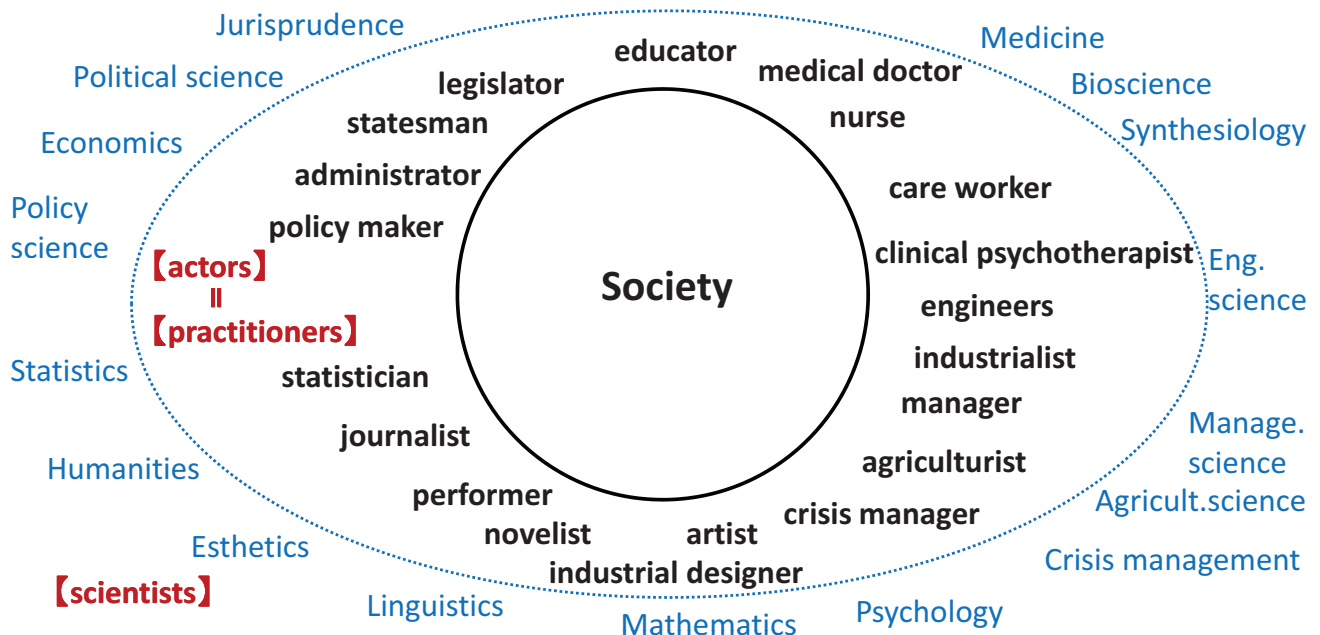 Jurisprudence
Political science
Economics
Policy
science
Statistics
Humanities
Esthetics
【scientists】
Linguistics
Mathematics
Psychology
Crisis management
Agricult.science
Manage.
science
Eng.
science
Synthesiology
Bioscience
Medicine
educator
legislator
statesman
administrator
policy maker
【actors】
=
【practitioners】
statistician
journalist
performer
novelist
artist
industrial designer
crisis manager
agriculturist
manager
industrialist
engineers
clinical psychotherapist
care worker
nurse
medical doctor
Society